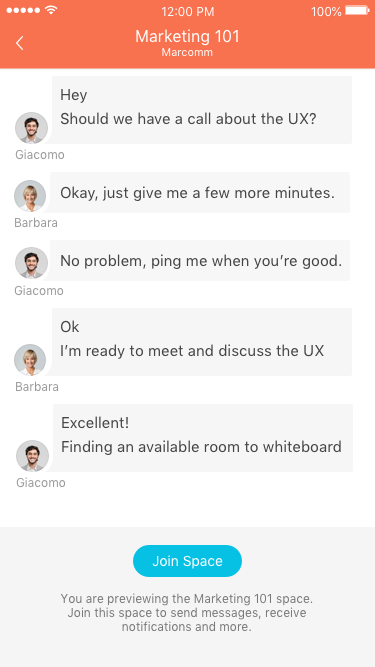 12:00 PM
100%
Marketing 101
Marcomm
Hey
Should we have a call about the UX?
Giacomo
Okay, just give me a few more minutes.
Barbara
No problem, ping me when you’re good.
Giacomo
Ok
I’m ready to meet and discuss the UX
Barbara
Excellent!
Finding an available room to whiteboard
Giacomo
Join Space
You are previewing the Marketing 101 space.
Join this space to send messages, receive
notifications and more.